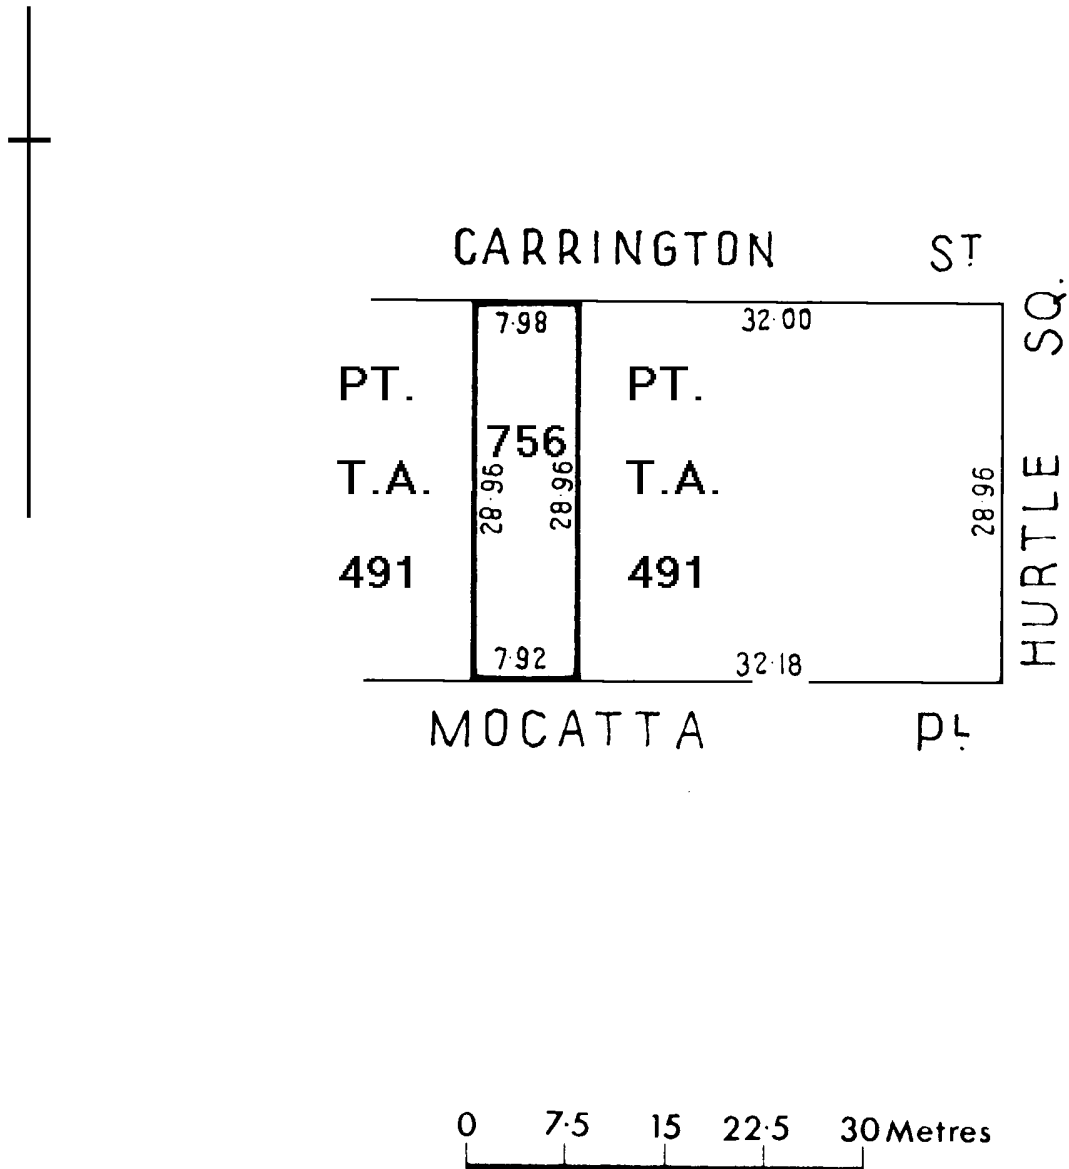 CARRINGTON ST.
7·98
32·00
HURTLE SQ.
PT.
T.A.
491
756
28·96
28·96
PT.
T.A.
491
28·96
7·92
32·18
MOCATTA PL.
0 7·5 15 22·5 30 Metres